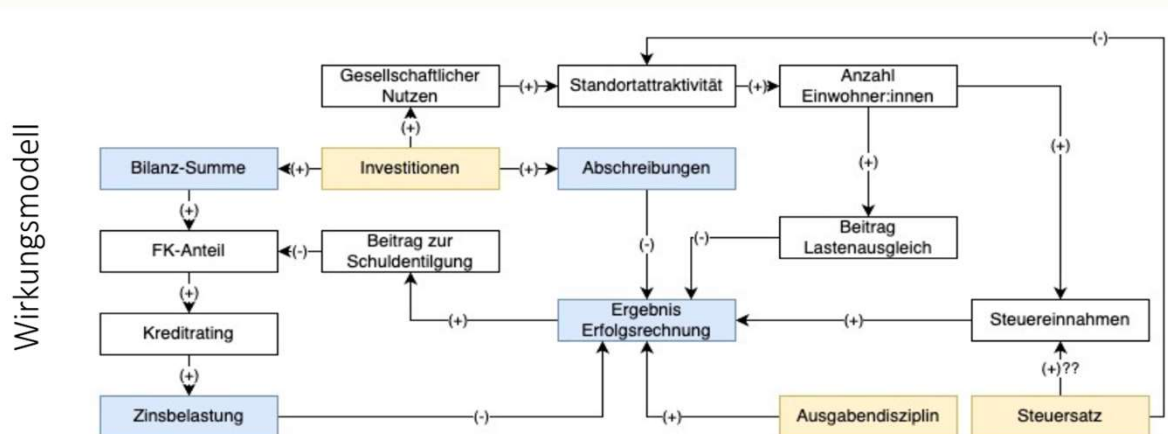 Wirkungsmodell
(-)
Gesellschaftlicher
Nutzen
(+)
Standortattraktivität
(+)
Anzahl
Einwohner:innen
(+)
(+)
(+)
Bilanz-Summe
(+)
Investitionen
(+)
Abschreibungen
(+)
FK-Anteil
(-)
Beitrag zur
Schuldentilgung
(-)
(-)
Beitrag
Lastenausgleich
(+)
Kreditrating
(+)
Ergebnis
Erfolgsrechnung
(+)
Steuereinnahmen
(+)
(+)??
Zinsbelastung
(-)
(+)
Ausgabendisziplin
Steuersatz